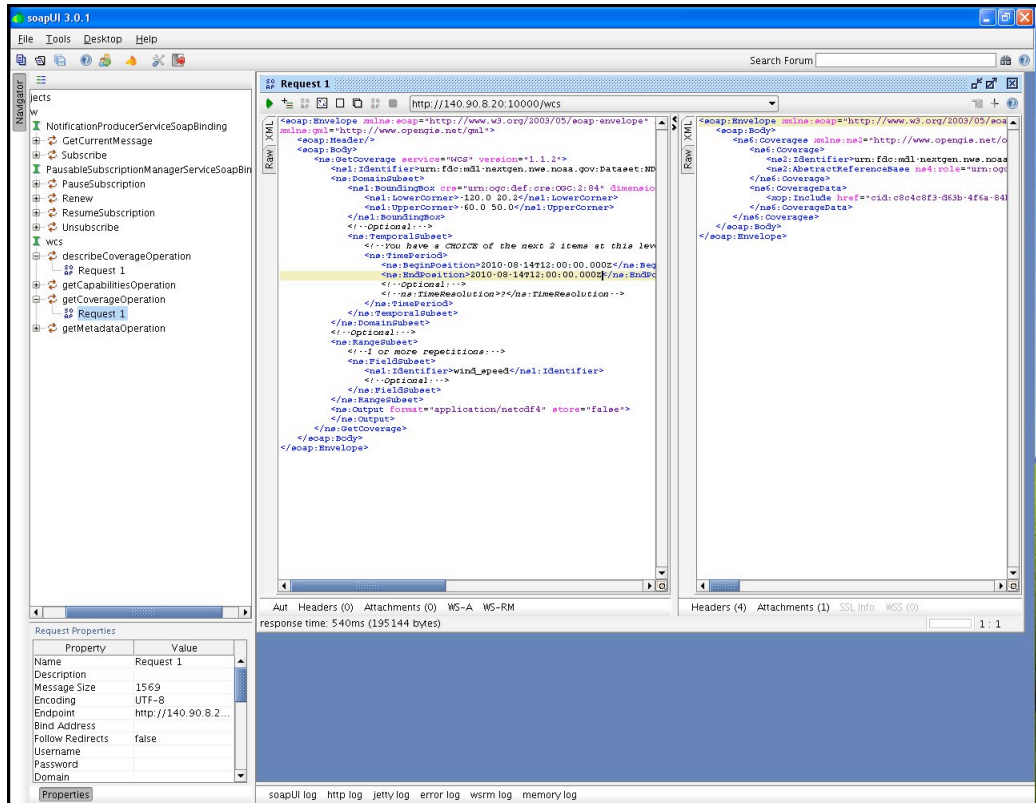 soapUI 3.0.1
File Tools Desktop Help
Search Forum
Navigator
jects
w
NotificationProducerServiceSoapBinding
GetCurrentMessage
Subscribe
PausableSubscriptionManagerServiceSoapBin
PauseSubscription
Renew
ResumeSubscription
Unsubscribe
wcs
describeCoverageOperation
Request 1
getCapabilitiesOperation
getCoverageOperation
Request 1
getMetadataOperation
Request Properties
Property Value
Name Request 1
Description
Message Size 1569
Encoding UTF-8
Endpoint http://140.90.8.2...
Bind Address
Follow Redirects false
Username
Password
Domain
Properties
Request 1
http://140.90.8.20:10000/wcs
XML
Raw
<soap:Envelope xmlns:soap="http://www.w3.org/2003/05/soap-envelope"
xmlns:gml="http://www.opengis.net/gml">
<soap:Header/>
<soap:Body>
<ns:GetCoverage service="WCS" version="1.1.2">
<ns1:Identifier>urn:fdc:mdl-nextgen.nws.noaa.gov:Dataset:ND
<ns:DomainSubset>
<ns1:BoundingBox crs="urn:ogc:def:crs:OGC:2:84" dimensio
<ns1:LowerCorner>-120.0 20.2</ns1:LowerCorner>
<ns1:UpperCorner>-60.0 50.0</ns1:UpperCorner>
</ns1:BoundingBox>
<!--Optional:-->
<ns:TemporalSubset>
<!--You have a CHOICE of the next 2 items at this lev
<ns:TimePeriod>
<ns:BeginPosition>2010-08-14T12:00:00.000Z</ns:Beg
<ns:EndPosition>2010-08-14T12:00:00.000Z</ns:EndPo
<!--Optional:-->
<!--ns:TimeResolution>?</ns:TimeResolution-->
</ns:TimePeriod>
</ns:TemporalSubset>
</ns:DomainSubset>
<!--Optional:-->
<ns:RangeSubset>
<!--1 or more repetitions:-->
<ns:FieldSubset>
<ns1:Identifier>wind_speed</ns1:Identifier>
<!--Optional:-->
</ns:FieldSubset>
</ns:RangeSubset>
<ns:Output format="application/netcdf4" store="false">
</ns:Output>
</ns:GetCoverage>
</soap:Body>
</soap:Envelope>
Aut Headers (0) Attachments (0) WS-A WS-RM
XML
Raw
<soap:Envelope xmlns:soap="http://www.w3.org/2003/05/soa
<soap:Body>
<ns6:Coverages xmlns:ns2="http://www.opengis.net/o
<ns6:Coverage>
<ns2:Identifier>urn:fdc:mdl-nextgen.nws.noaa
<ns2:AbstractReferenceBase ns4:role="urn:ogc
</ns6:Coverage>
<ns6:CoverageData>
<xop:Include href="cid:c8c4c8f3-d63b-4f6a-84
</ns6:CoverageData>
</ns6:Coverages>
</soap:Body>
</soap:Envelope>
Headers (4) Attachments (1) SSL Info WSS (0)
response time: 540ms (195144 bytes)
1 : 1
soapUI log http log jetty log error log wsrm log memory log